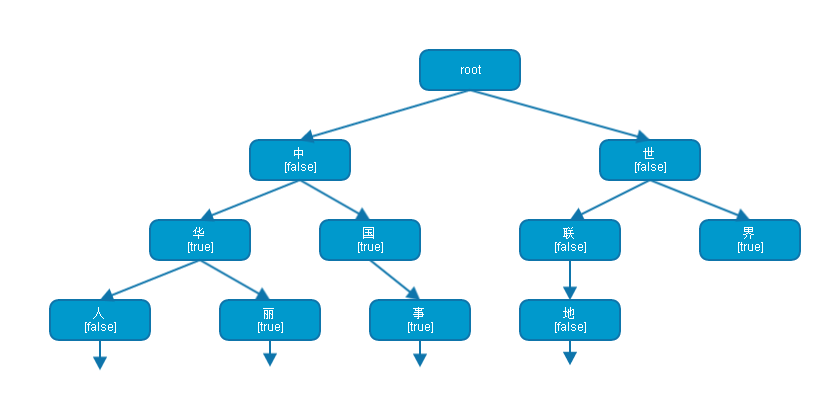 root
中
[false]
世
[false]
华
[true]
国
[true]
联
[false]
界
[true]
人
[false]
丽
[true]
事
[true]
地
[false]